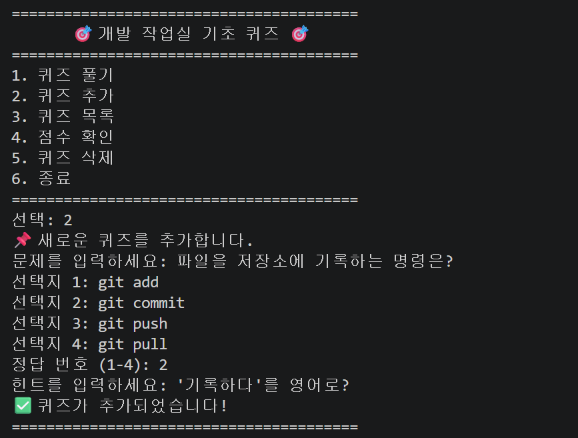 ========================================
🎯 개발 작업실 기초 퀴즈 🎯
========================================
1. 퀴즈 풀기
2. 퀴즈 추가
3. 퀴즈 목록
4. 점수 확인
5. 퀴즈 삭제
6. 종료
========================================
선택: 2
📌 새로운 퀴즈를 추가합니다.
문제를 입력하세요: 파일을 저장소에 기록하는 명령은?
선택지 1: git add
선택지 2: git commit
선택지 3: git push
선택지 4: git pull
정답 번호 (1-4): 2
힌트를 입력하세요: '기록하다'를 영어로?
✅ 퀴즈가 추가되었습니다!
========================================